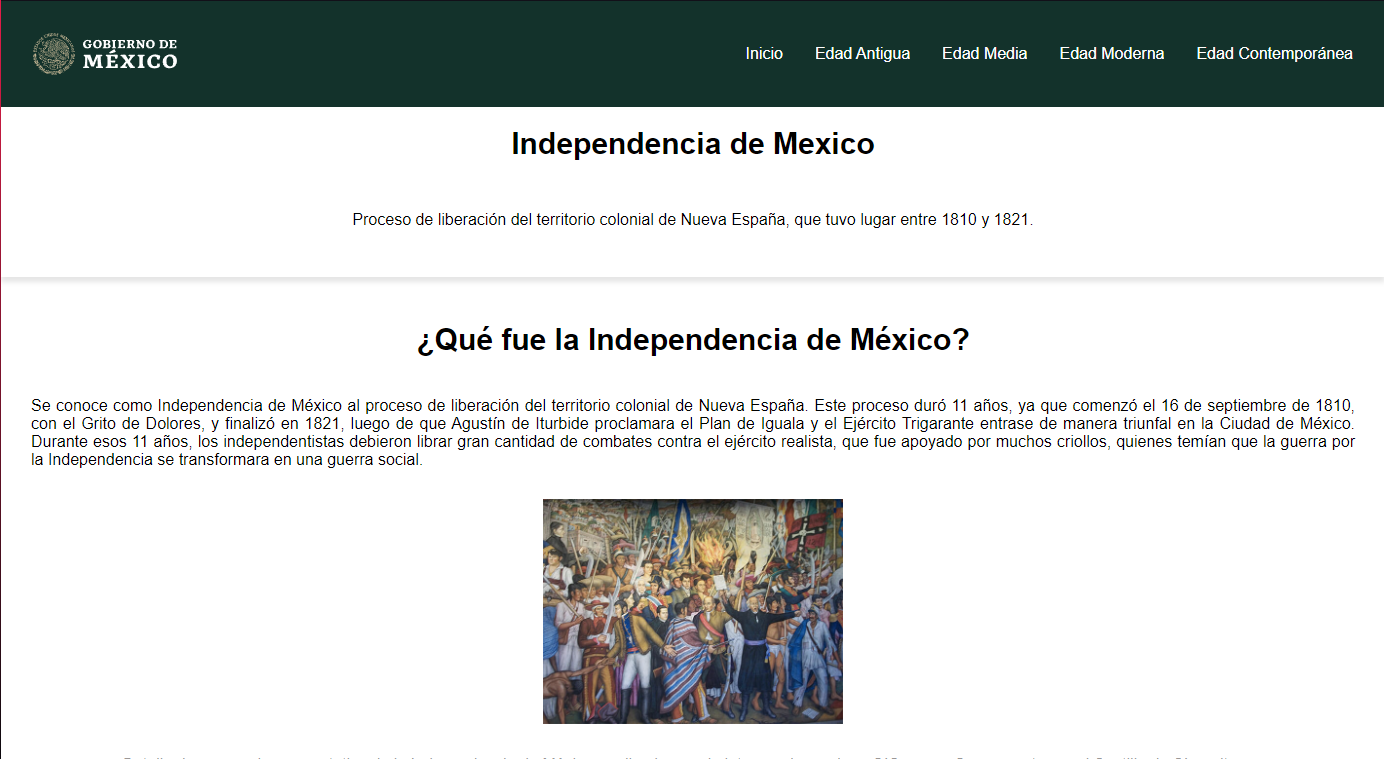 GOBIERNO DE
MÉXICO
Inicio Edad Antigua Edad Media Edad Moderna Edad Contemporánea
Independencia de Mexico
Proceso de liberación del territorio colonial de Nueva España, que tuvo lugar entre 1810 y 1821.
¿Qué fue la Independencia de México?
Se conoce como Independencia de México al proceso de liberación del territorio colonial de Nueva España. Este proceso duró 11 años, ya que comenzó el 16 de septiembre de 1810,
con el Grito de Dolores, y finalizó en 1821, luego de que Agustín de Iturbide proclamara el Plan de Iguala y el Ejército Trigarante entrase de manera triunfal en la Ciudad de México.
Durante esos 11 años, los independentistas debieron librar gran cantidad de combates contra el ejército realista, que fue apoyado por muchos criollos, quienes temían que la guerra por
la Independencia se transformara en una guerra social.